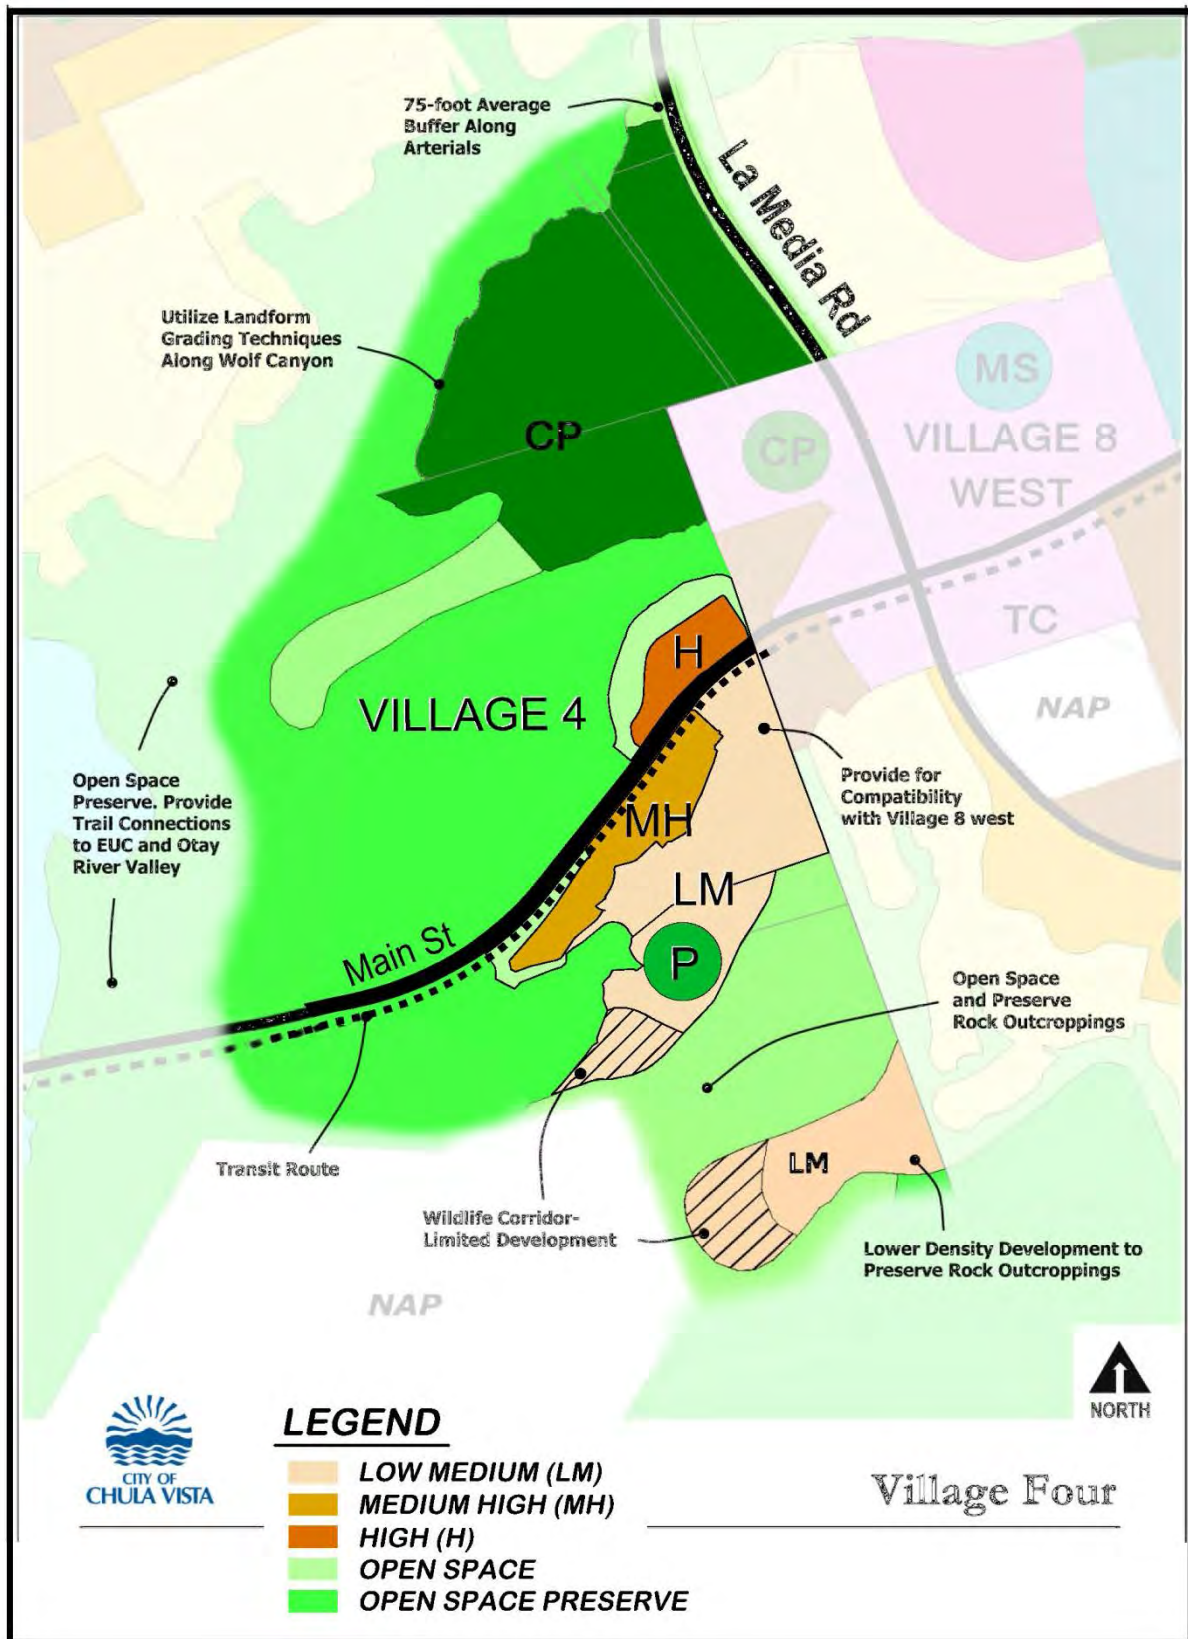 75-foot Average
Buffer Along
Arterials
La Media Rd
Utilize Landform
Grading Techniques
Along Wolf Canyon
MS
CP
CP
VILLAGE 8
WEST
TC
H
NAP
VILLAGE 4
Open Space
Preserve. Provide
Trail Connections
to EUC and Otay
River Valley
Provide for
Compatibility
with Village 8 west
MH
LM
Main St
P
Open Space
and Preserve
Rock Outcroppings
Transit Route
LM
Wildlife Corridor-
Limited Development
Lower Density Development to
Preserve Rock Outcroppings
NAP
NORTH
CITY OF
CHULA VISTA
LEGEND
LOW MEDIUM (LM)
MEDIUM HIGH (MH)
HIGH (H)
OPEN SPACE
OPEN SPACE PRESERVE
Village Four